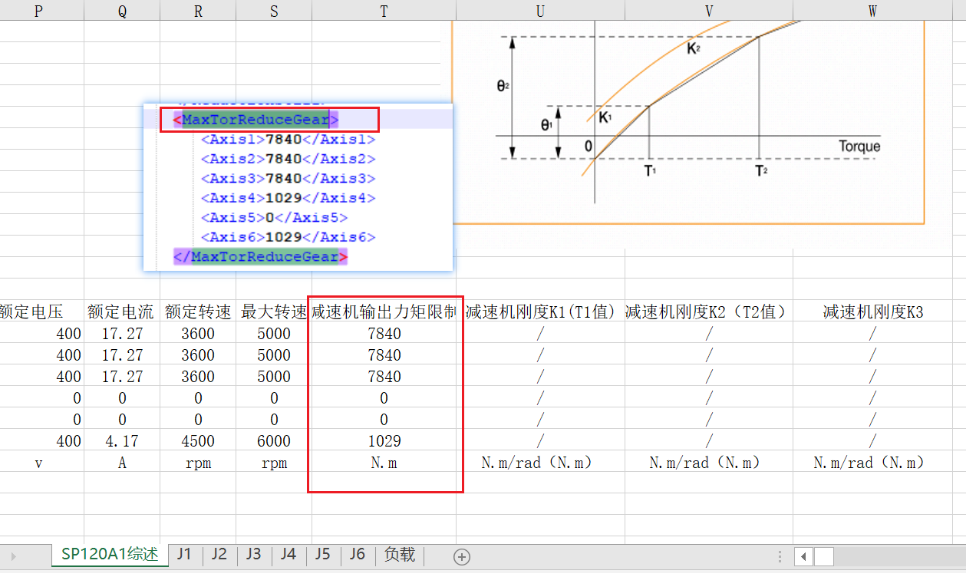 P Q R S T U V W
K2
θ2
<MaxTorReduceGear>
θ1 K1
<Axis1>7840</Axis1>
0 Torque
<Axis2>7840</Axis2>
T1 T2
<Axis3>7840</Axis3>
<Axis4>1029</Axis4>
<Axis5>0</Axis5>
<Axis6>1029</Axis6>
</MaxTorReduceGear>
额定电压 额定电流 额定转速 最大转速 减速机输出力矩限制 减速机刚度K1(T1值) 减速机刚度K2（T2值） 减速机刚度K3
400 17.27 3600 5000 7840 / / /
400 17.27 3600 5000 7840 / / /
400 17.27 3600 5000 7840 / / /
0 0 0 0 0 / / /
0 0 0 0 0 / / /
400 4.17 4500 6000 1029 / / /
v A rpm rpm N.m N.m/rad（N.m） N.m/rad（N.m） N.m/rad（N.m）
SP120A1综述 J1 J2 J3 J4 J5 J6 负载